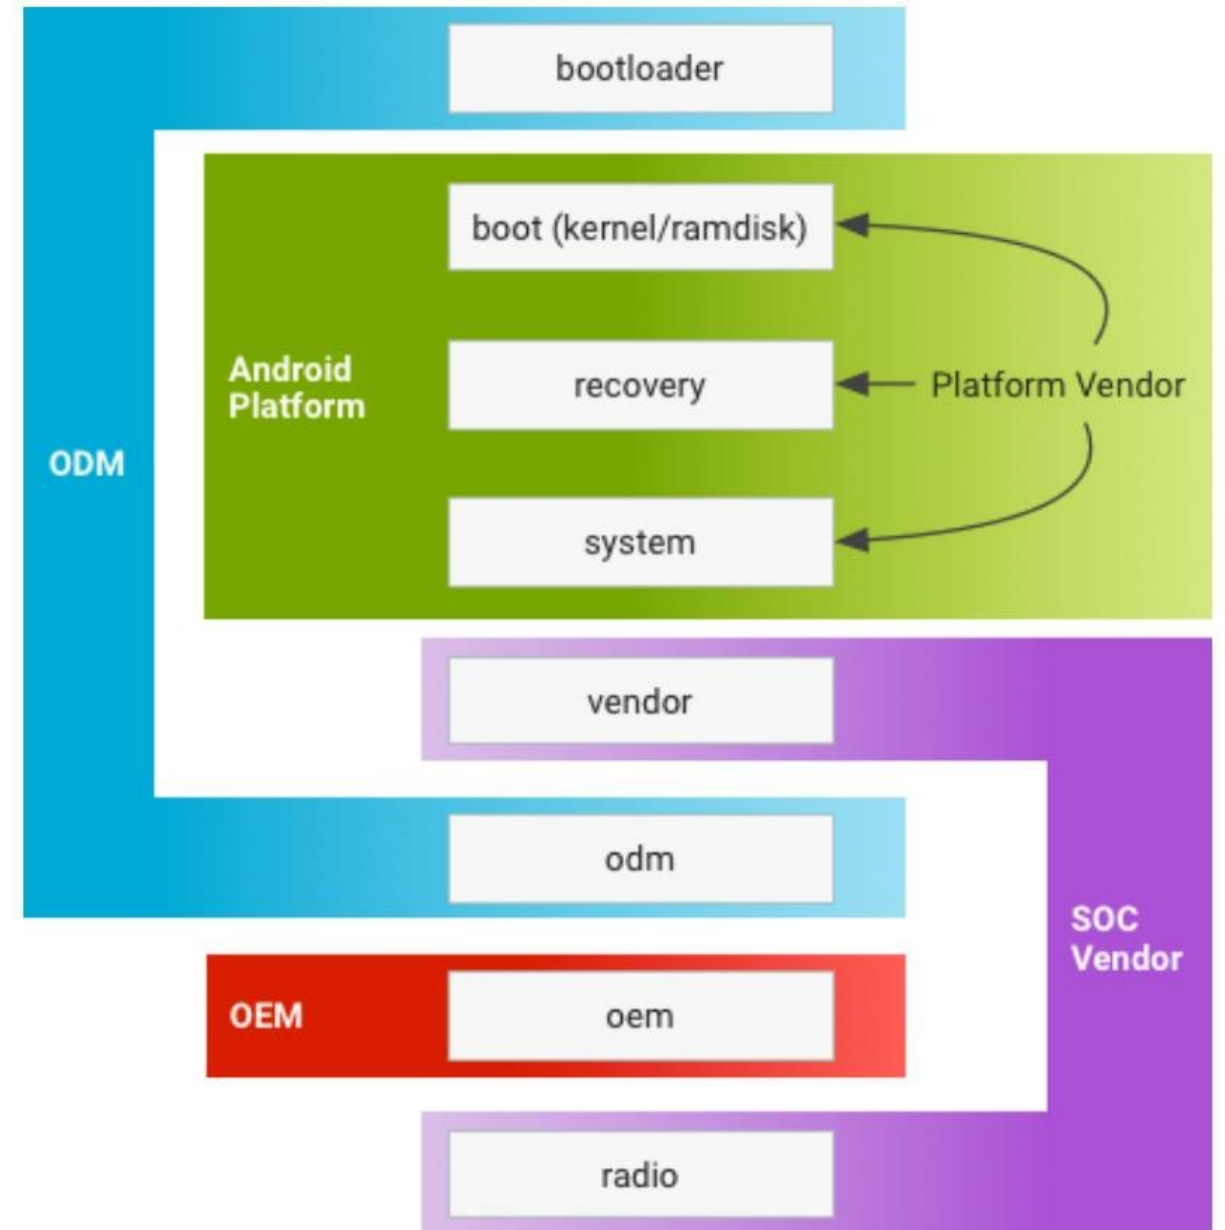 bootloader
boot (kernel/ramdisk)
Android
Platform
recovery
Platform Vendor
ODM
system
vendor
odm
SOC
Vendor
OEM
oem
radio